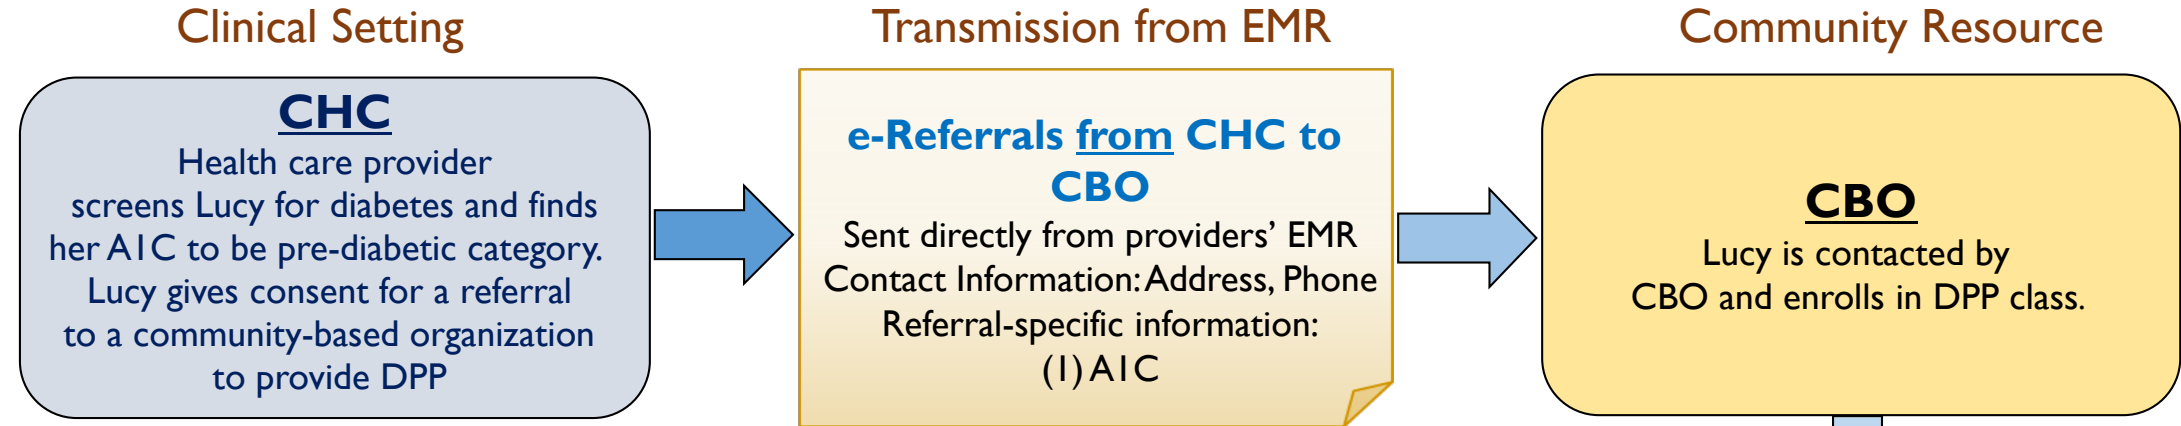 Clinical Setting
Transmission from EMR
Community Resource
CHC
Health care provider
screens Lucy for diabetes and finds
her A1C to be pre-diabetic category.
Lucy gives consent for a referral
to a community-based organization
to provide DPP
e-Referrals from CHC to
CBO
Sent directly from providers’ EMR
Contact Information: Address, Phone
Referral-specific information:
(1) A1C
CBO
Lucy is contacted by
CBO and enrolls in DPP class.